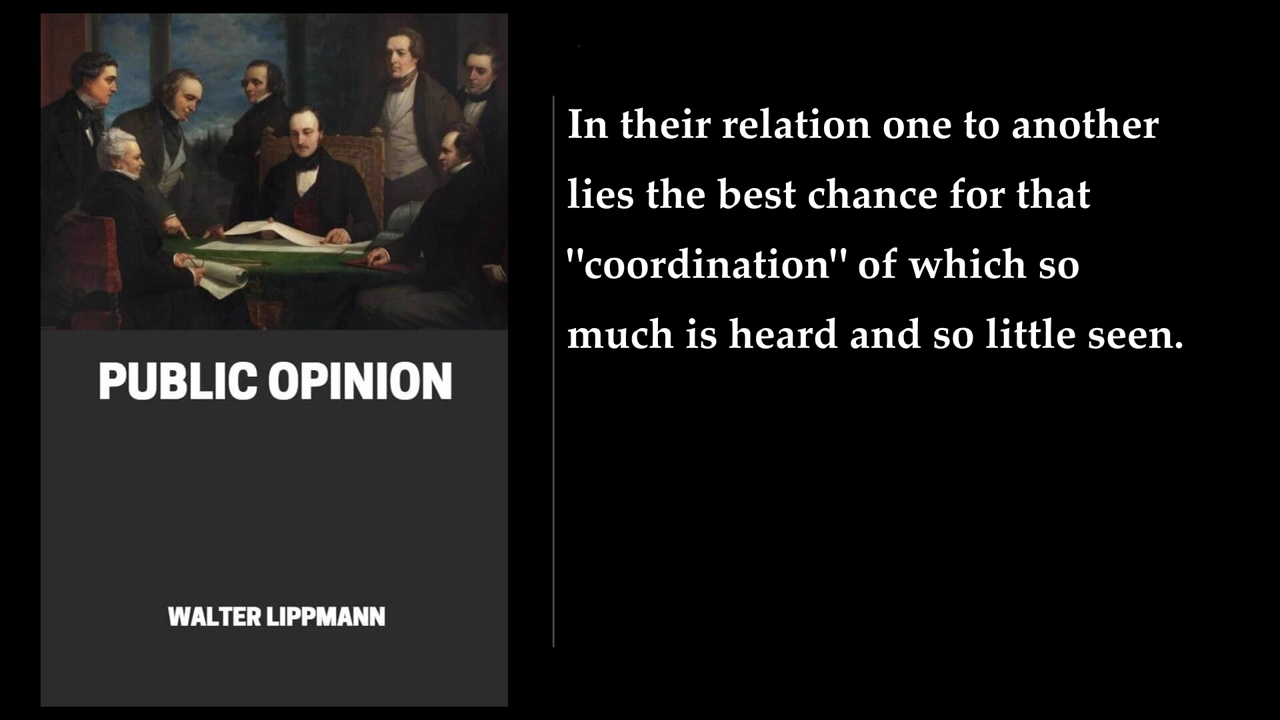 PUBLIC OPINION
WALTER LIPPMANN
In their relation one to another
lies the best chance for that
"coordination" of which so
much is heard and so little seen.